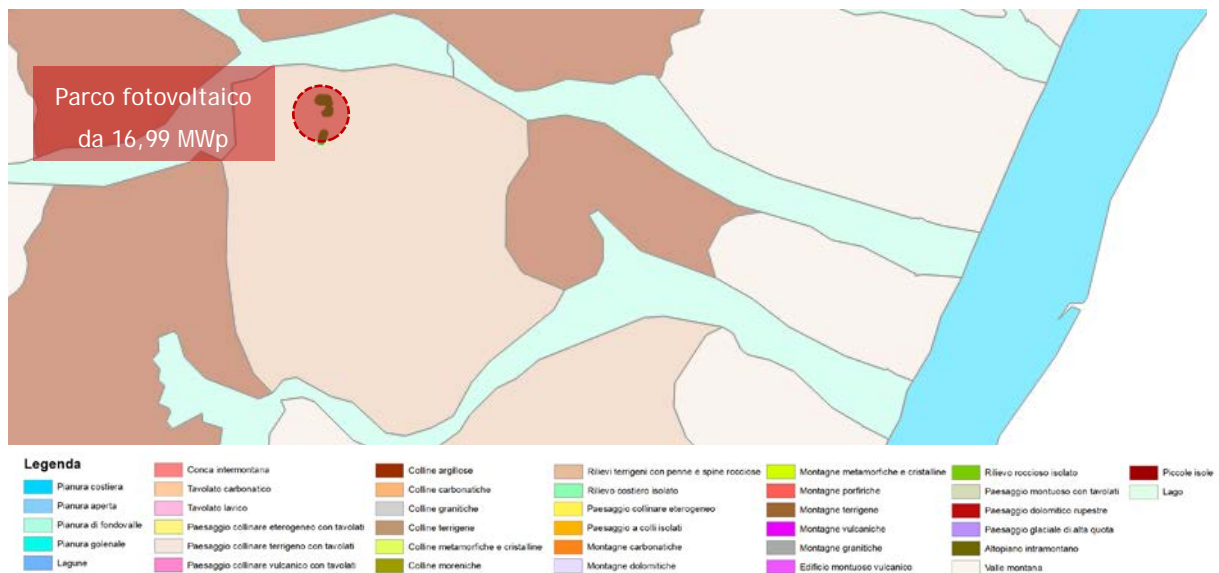 Parco fotovoltaico
da 16,99 MWp
Legenda
Pianura costiera
Pianura aperta
Pianura di fondovalle
Pianura golenale
Lagune
Conca intermontana
Tavolato carbonatico
Tavolato lavico
Paesaggio collinare eterogeneo con tavolati
Paesaggio collinare terrigeno con tavolati
Paesaggio collinare vulcanico con tavolati
Colline argillose
Colline carbonatiche
Colline granitiche
Colline terrigene
Colline metamorfiche e cristalline
Colline moreniche
Rilievi terrigeni con penne e spine rocciose
Rilievo costiero isolato
Paesaggio collinare eterogeneo
Paesaggio a colli isolati
Montagne carbonatiche
Montagne dolomitiche
Montagne metamorfiche e cristalline
Montagne porfiriche
Montagne terrigene
Montagne vulcaniche
Montagne granitiche
Edificio montuoso vulcanico
Rilievo roccioso isolato
Paesaggio montuoso con tavolati
Paesaggio dolomitico rupestre
Paesaggio glaciale di alta quota
Altopiano intramontano
Valle montana
Piccole isole
Lago